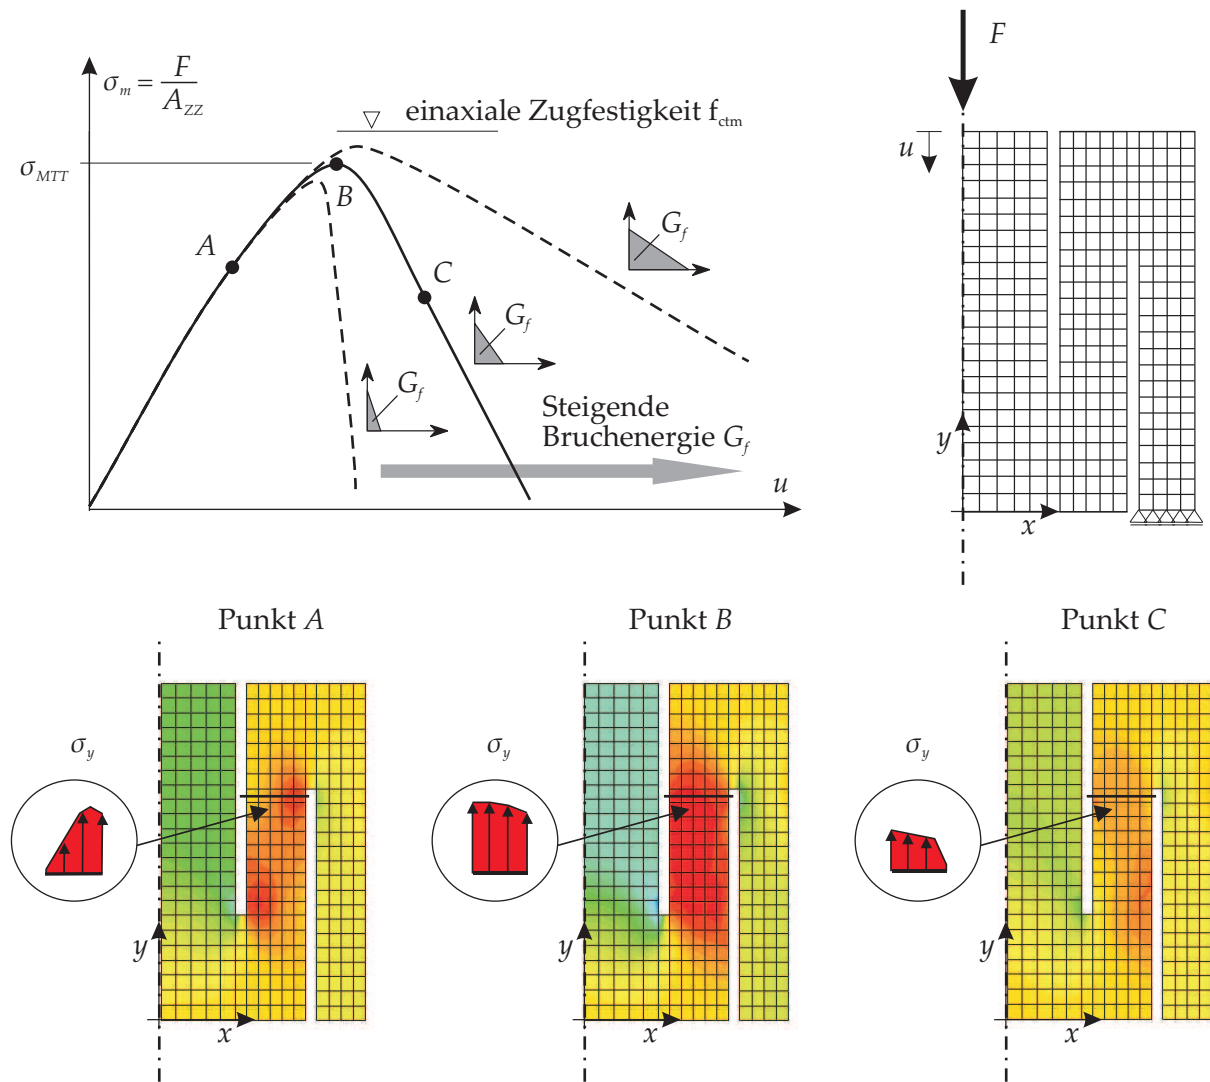 σm = F
AZZ
einaxiale Zugfestigkeit fctm
σMTT
B
A
C
Gf
Gf
Gf
Steigende
Bruchenergie Gf
u
F
u
y
x
Punkt A
Punkt B
Punkt C
σy
σy
σy
y
y
y
x
x
x